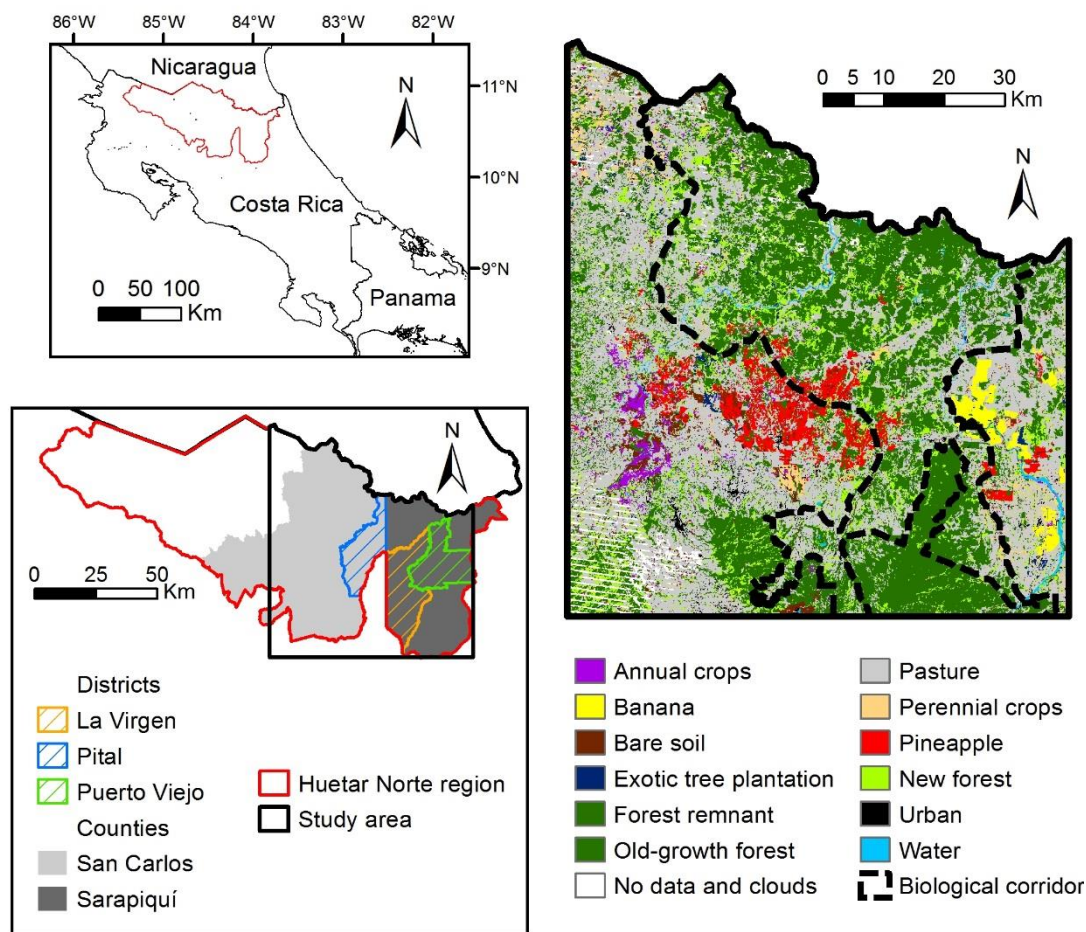 86°W 85°W 84°W 83°W 82°W
Nicaragua
N
11°N
10°N
Costa Rica
9°N
0 50 100
Km
Panama
0 5 10 20 30
Km
N
N
0 25 50
Km
Districts
La Virgen
Pital
Puerto Viejo
Counties
San Carlos
Sarapiquí
Huetar Norte region
Study area
Annual crops
Banana
Bare soil
Exotic tree plantation
Forest remnant
Old-growth forest
No data and clouds
Pasture
Perennial crops
Pineapple
New forest
Urban
Water
Biological corridor